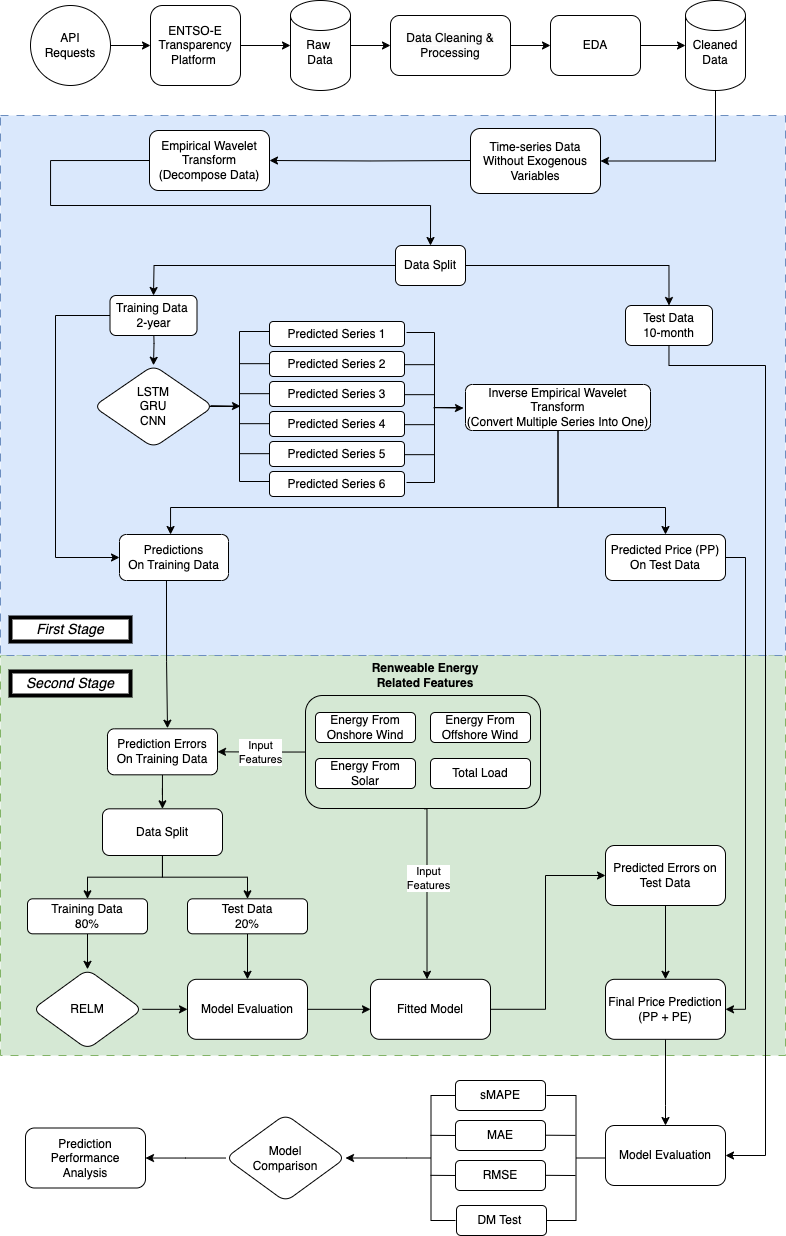 API
Requests
ENTSO-E
Transparency
Platform
Raw
Data
Data Cleaning &
Processing
EDA
Cleaned
Data
Empirical Wavelet
Transform
(Decompose Data)
Time-series Data
Without Exogenous
Variables
Data Split
Training Data
2-year
Test Data
10-month
LSTM
GRU
CNN
Predicted Series 1
Predicted Series 2
Predicted Series 3
Predicted Series 4
Predicted Series 5
Predicted Series 6
Inverse Empirical Wavelet
Transform
(Convert Multiple Series Into One)
Predictions
On Training Data
Predicted Price (PP)
On Test Data
First Stage
Second Stage
Renweable Energy
Related Features
Energy From
Onshore Wind
Energy From
Offshore Wind
Energy From
Solar
Total Load
Prediction Errors
On Training Data
Input
Features
Data Split
Input
Features
Training Data
80%
Test Data
20%
Predicted Errors on
Test Data
RELM
Model Evaluation
Fitted Model
Final Price Prediction
(PP + PE)
sMAPE
MAE
RMSE
DM Test
Model Evaluation
Model
Comparison
Prediction
Performance
Analysis